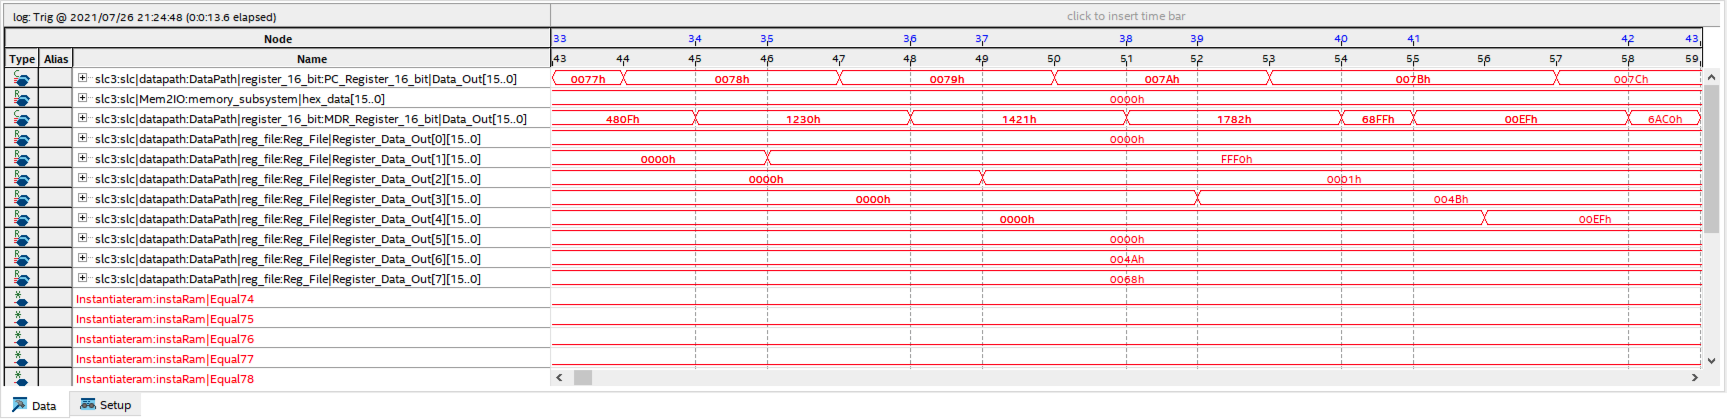 log: Trig @ 2021/07/26 21:24:48 (0:0:13.6 elapsed) click to insert time bar
Node 33 34 35 36 37 38 39 40 41 42 43
Type Alias Name 43 44 45 46 47 48 49 50 51 52 53 54 55 56 57 58 59
slc3:slc|datapath:DataPath|register_16_bit:PC_Register_16_bit|Data_Out[15..0] 0077h 0078h 0079h 007Ah 007Bh 007Ch
slc3:slc|Mem2IO:memory_subsystem|hex_data[15..0] 0000h
slc3:slc|datapath:DataPath|register_16_bit:MDR_Register_16_bit|Data_Out[15..0] 480Fh 1230h 1421h 1782h 68FFh 00EFh 6AC0h
slc3:slc|datapath:DataPath|reg_file:Reg_File|Register_Data_Out[0][15..0] 0000h
slc3:slc|datapath:DataPath|reg_file:Reg_File|Register_Data_Out[1][15..0] 0000h FFF0h
slc3:slc|datapath:DataPath|reg_file:Reg_File|Register_Data_Out[2][15..0] 0000h 0001h
slc3:slc|datapath:DataPath|reg_file:Reg_File|Register_Data_Out[3][15..0] 0000h 004Bh
slc3:slc|datapath:DataPath|reg_file:Reg_File|Register_Data_Out[4][15..0] 0000h 00EFh
slc3:slc|datapath:DataPath|reg_file:Reg_File|Register_Data_Out[5][15..0] 0000h
slc3:slc|datapath:DataPath|reg_file:Reg_File|Register_Data_Out[6][15..0] 004Ah
slc3:slc|datapath:DataPath|reg_file:Reg_File|Register_Data_Out[7][15..0] 0068h
Instantiateram:instaRam|Equal74
Instantiateram:instaRam|Equal75
Instantiateram:instaRam|Equal76
Instantiateram:instaRam|Equal77
Instantiateram:instaRam|Equal78
Data Setup